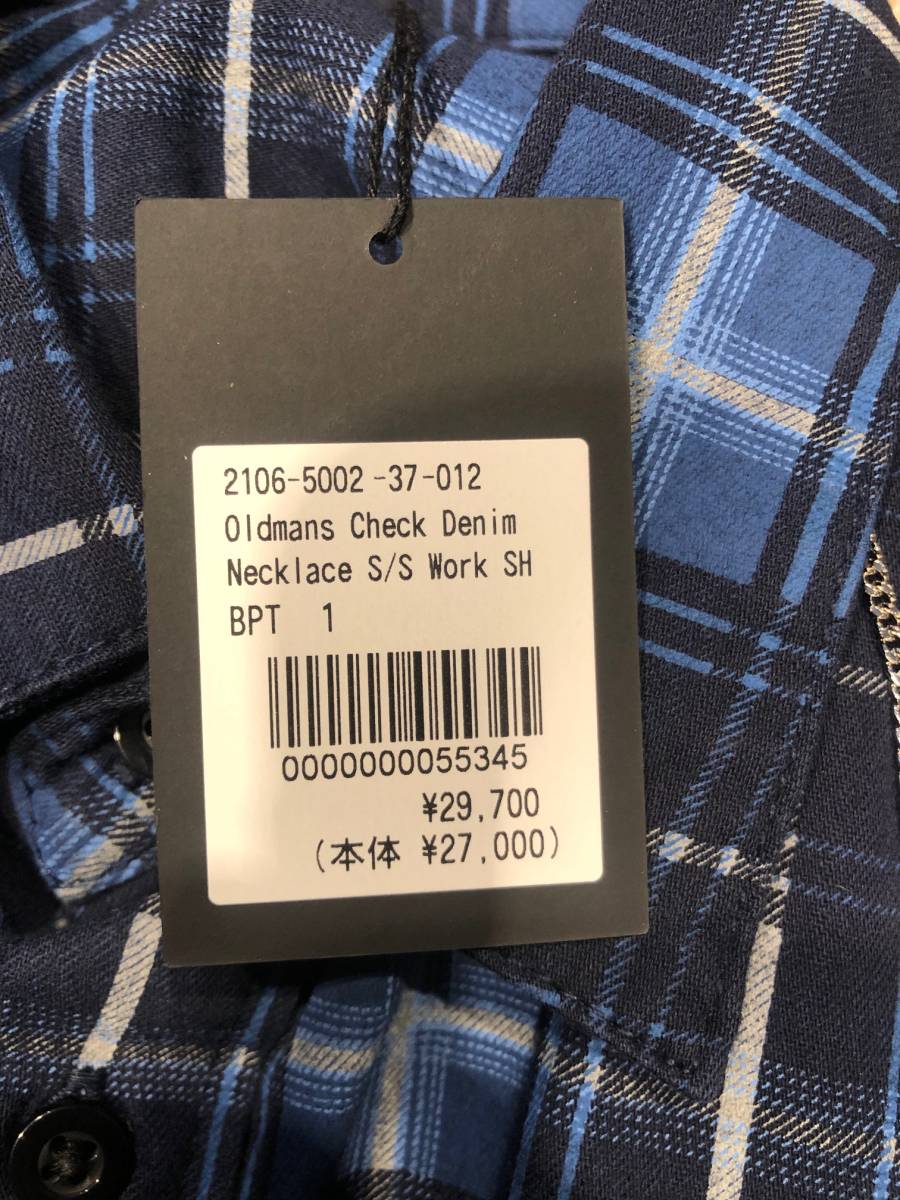 2106-5002-37-012
Oldmans Check Denim
Necklace S/S Work SH
BPT 1
0000000055345
¥29,700
(本体 ¥27,000)